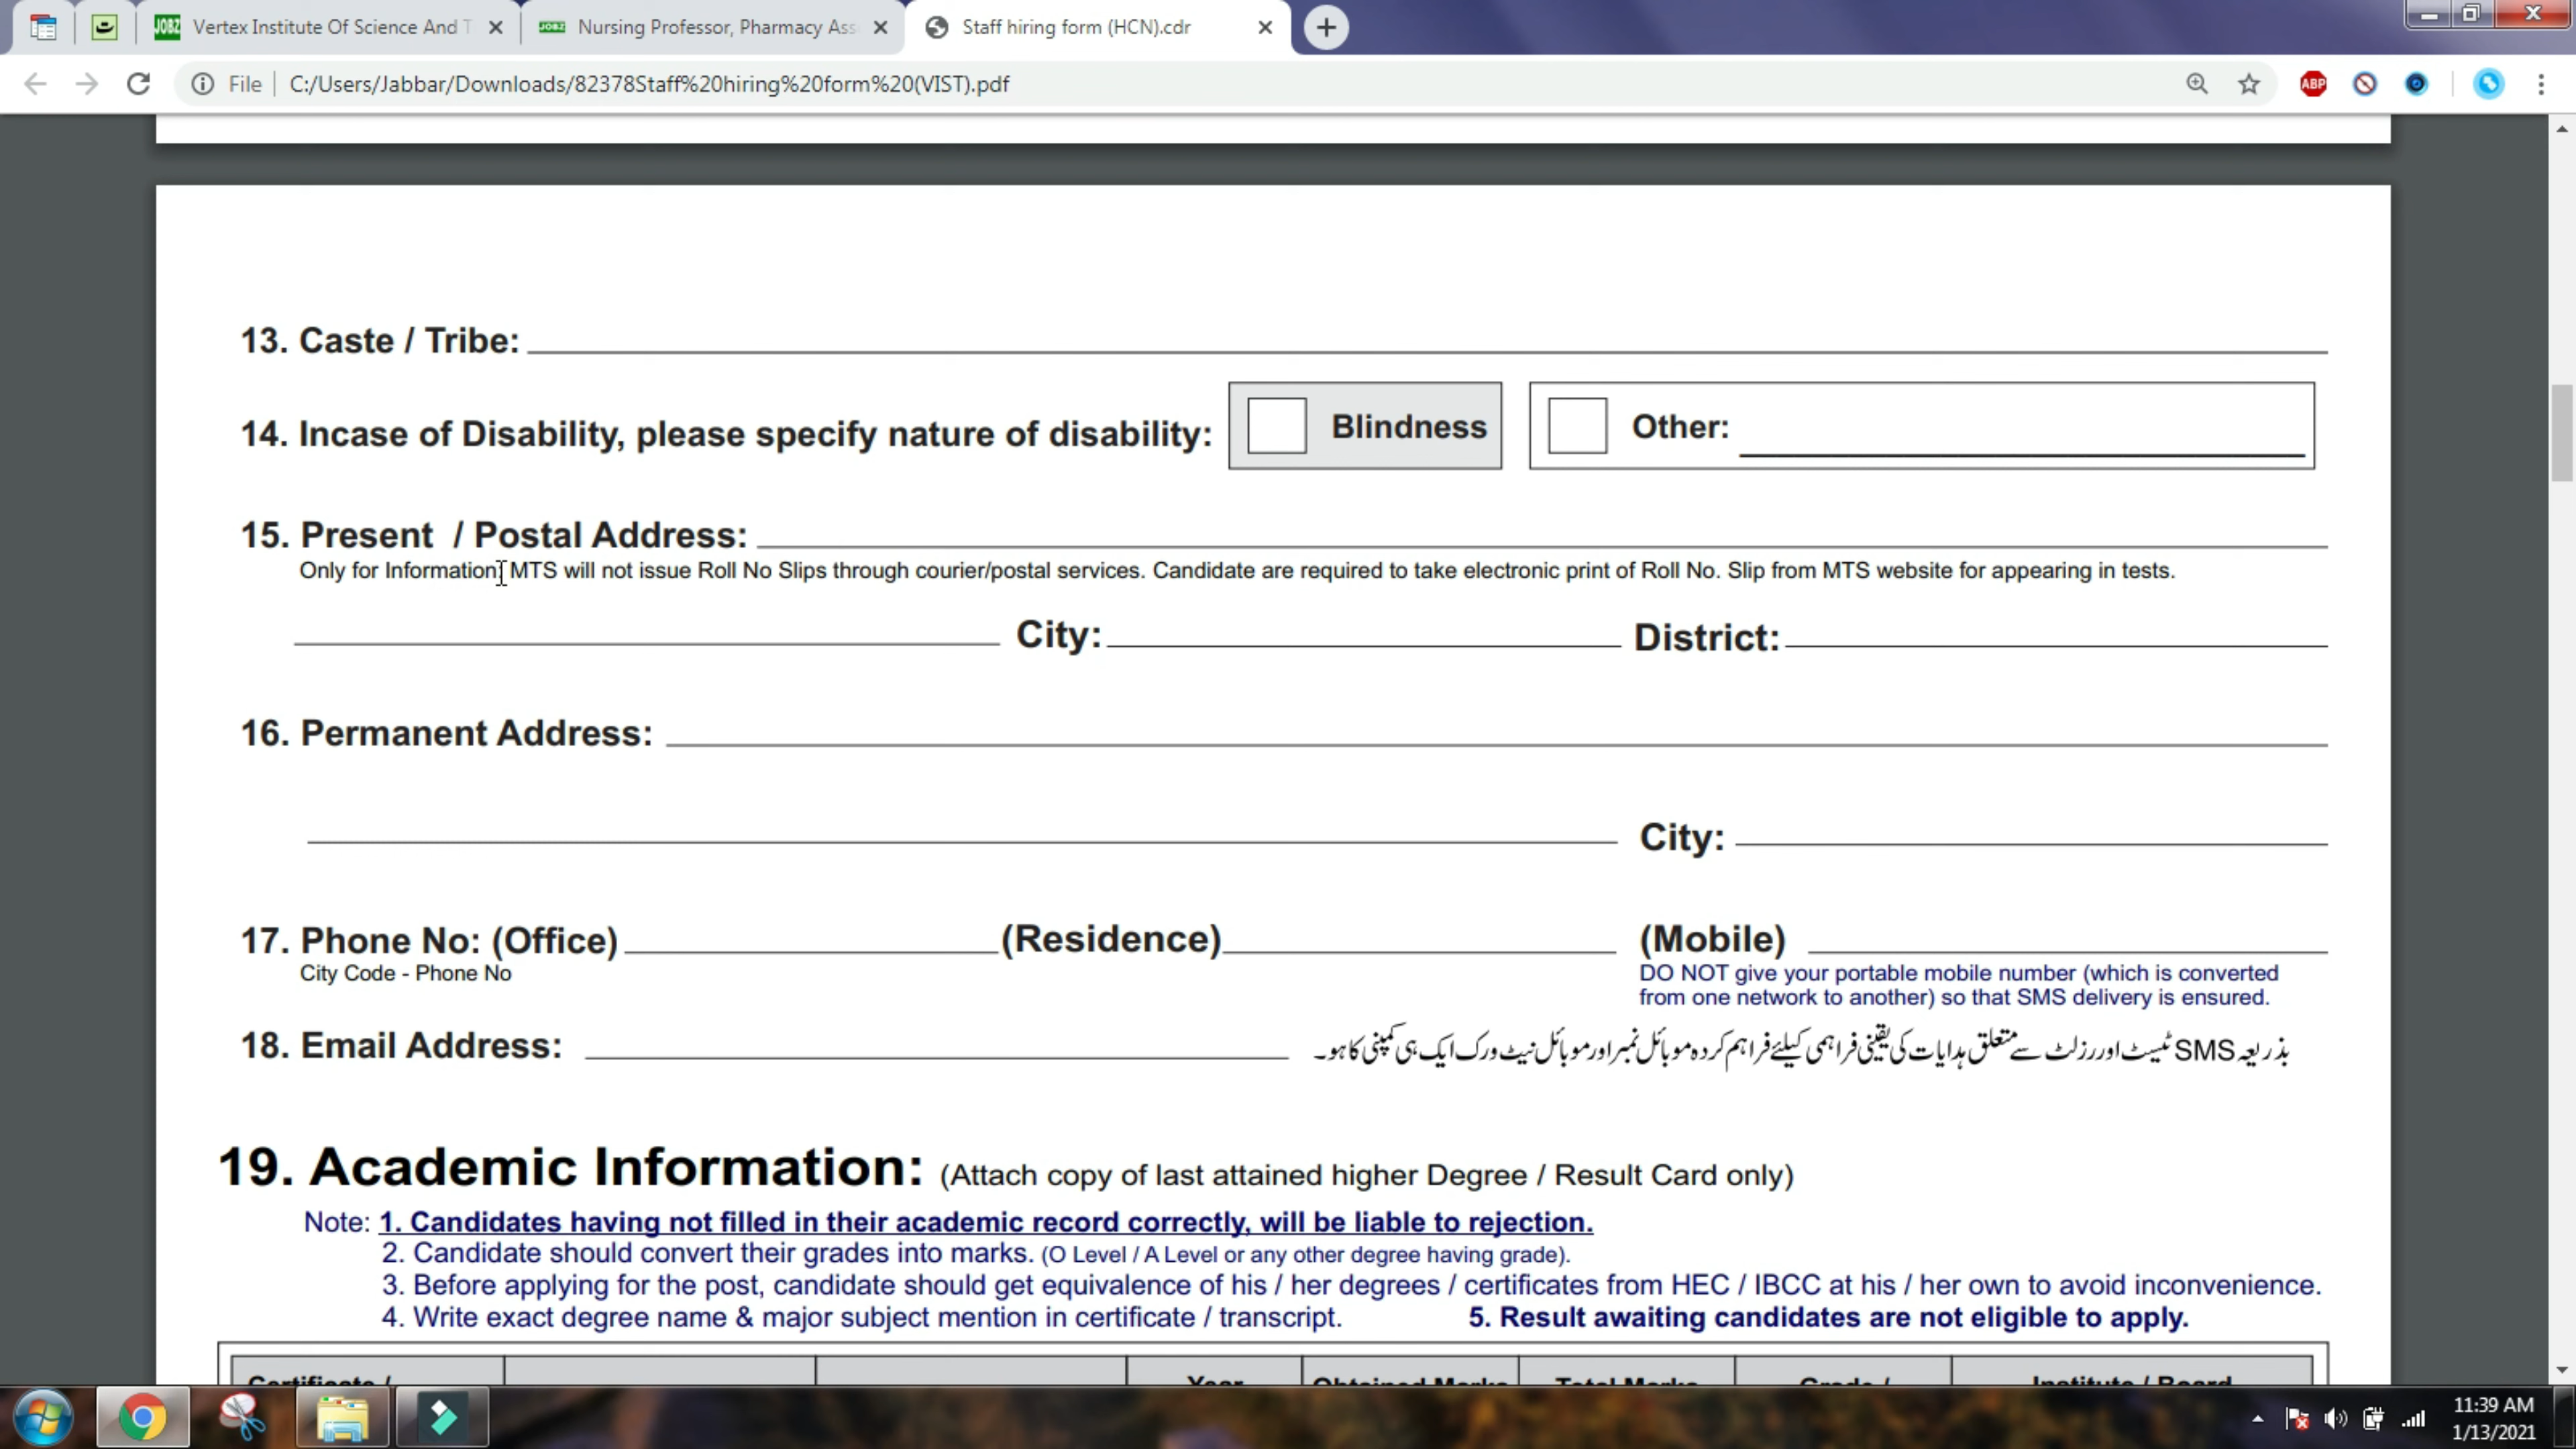 Vertex Institute Of Science And T
Nursing Professor, Pharmacy Ass
Staff hiring form (HCN).cdr
File
C:/Users/Jabbar/Downloads/82378Staff%20hiring%20form%20(VIST).pdf
ABP
13. Caste / Tribe:
14. Incase of Disability, please specify nature of disability: Blindness Other:
15. Present / Postal Address:
Only for Information: MTS will not issue Roll No Slips through courier/postal services. Candidate are required to take electronic print of Roll No. Slip from MTS website for appearing in tests.
City: District:
16. Permanent Address:
City:
17. Phone No: (Office) (Residence) (Mobile)
City Code - Phone No
DO NOT give your portable mobile number (which is converted
from one network to another) so that SMS delivery is ensured.
18. Email Address:
بذریعہ SMS ٹیسٹ اور رزلٹ سے متعلق ہدایات کی یقینی فراہمی کیلئے فراہم کردہ موبائل نمبر اور موبائل نیٹ ورک ایک ہی کمپنی کا ہو۔
19. Academic Information: (Attach copy of last attained higher Degree / Result Card only)
Note: 1. Candidates having not filled in their academic record correctly, will be liable to rejection.
2. Candidate should convert their grades into marks. (O Level / A Level or any other degree having grade).
3. Before applying for the post, candidate should get equivalence of his / her degrees / certificates from HEC / IBCC at his / her own to avoid inconvenience.
4. Write exact degree name & major subject mention in certificate / transcript. 5. Result awaiting candidates are not eligible to apply.
Certificate / Year Obtained Marks Total Marks Grade / Institute / Board
11:39 AM
1/13/2021